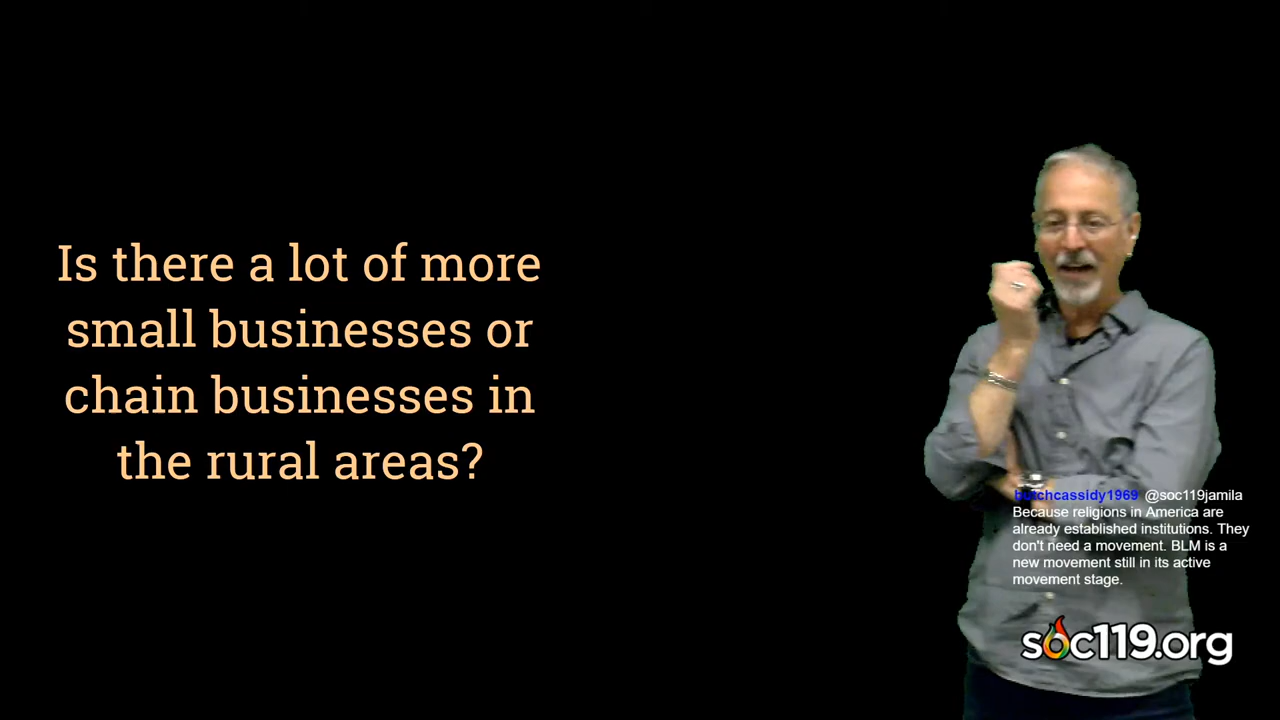 Is there a lot of more
small businesses or
chain businesses in
the rural areas?
butchcassidy1969 @soc119jamila
Because religions in America are
already established institutions. They
don't need a movement. BLM is a
new movement still in its active
movement stage.
soc119.org